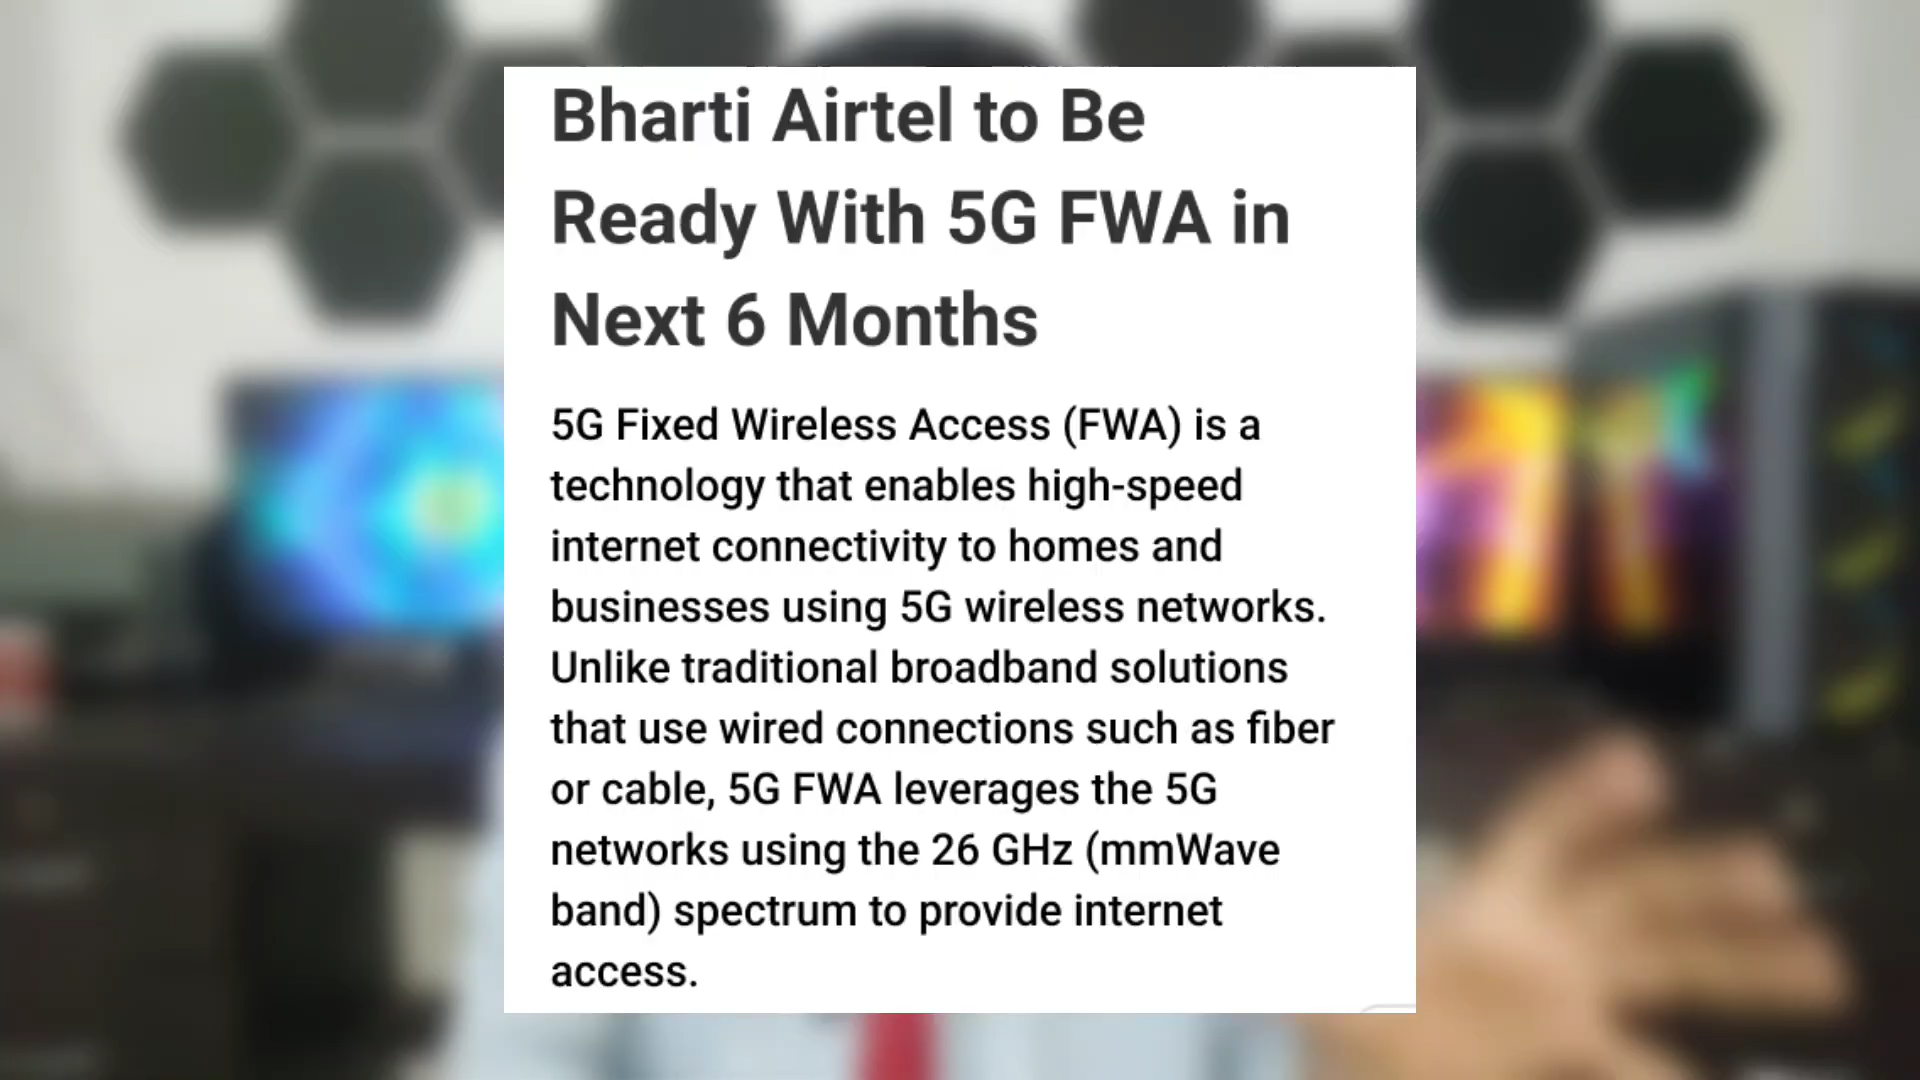 Bharti Airtel to Be
Ready With 5G FWA in
Next 6 Months
5G Fixed Wireless Access (FWA) is a
technology that enables high-speed
internet connectivity to homes and
businesses using 5G wireless networks.
Unlike traditional broadband solutions
that use wired connections such as fiber
or cable, 5G FWA leverages the 5G
networks using the 26 GHz (mmWave
band) spectrum to provide internet
access.